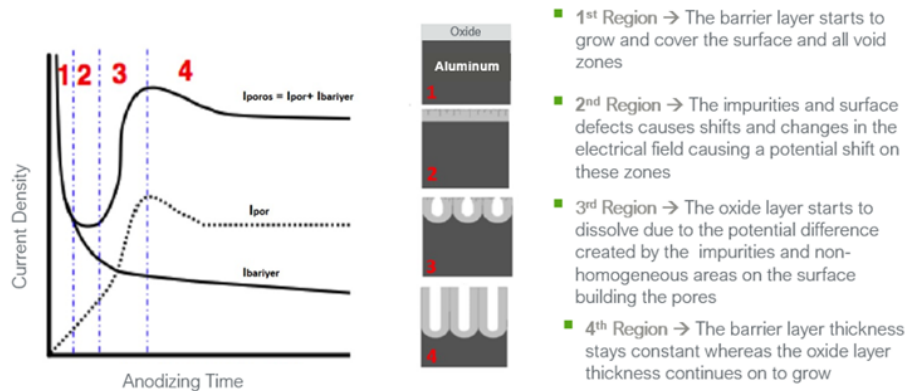 1 2 3 4
Iporos = Ipor+ Ibariyer
Ipor
Ibariyer
Current Density
Anodizing Time
Oxide
Aluminum
1
2
3
4
1st Region → The barrier layer starts to
grow and cover the surface and all void
zones
2nd Region → The impurities and surface
defects causes shifts and changes in the
electrical field causing a potential shift on
these zones
3rd Region → The oxide layer starts to
dissolve due to the potential difference
created by the impurities and non-
homogeneous areas on the surface
building the pores
4th Region → The barrier layer thickness
stays constant whereas the oxide layer
thickness continues on to grow